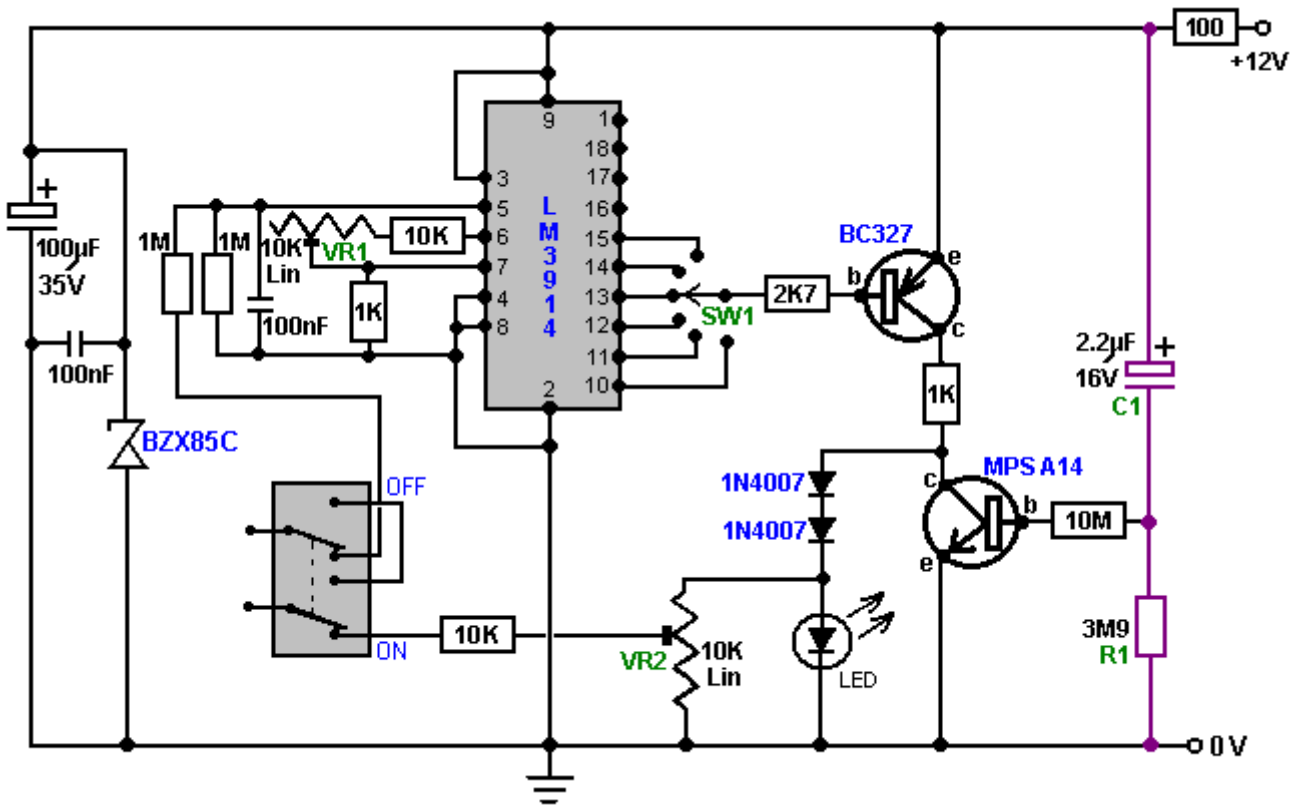 100
+12V
9
1
18
3
17
5
16
6
15
7
14
4
13
8
12
11
10
2
LM3914
1M
1M
10K
Lin
VR1
10K
100µF
35V
+
1K
100nF
100nF
BZX85C
SW1
2K7
BC327
b
e
c
1K
2.2µF
16V
+
C1
1N4007
1N4007
MPSA14
c
b
e
10M
OFF
ON
10K
VR2
10K
Lin
LED
3M9
R1
0V